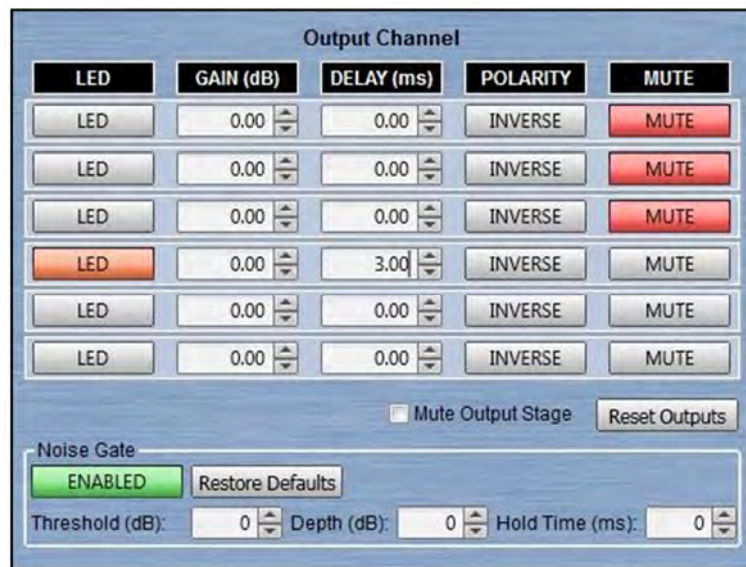 Output Channel
LED GAIN (dB) DELAY (ms) POLARITY MUTE
LED 0.00 0.00 INVERSE MUTE
LED 0.00 0.00 INVERSE MUTE
LED 0.00 0.00 INVERSE MUTE
LED 0.00 3.00 INVERSE MUTE
LED 0.00 0.00 INVERSE MUTE
LED 0.00 0.00 INVERSE MUTE
Mute Output Stage Reset Outputs
Noise Gate
ENABLED Restore Defaults
Threshold (dB): 0 Depth (dB): 0 Hold Time (ms): 0